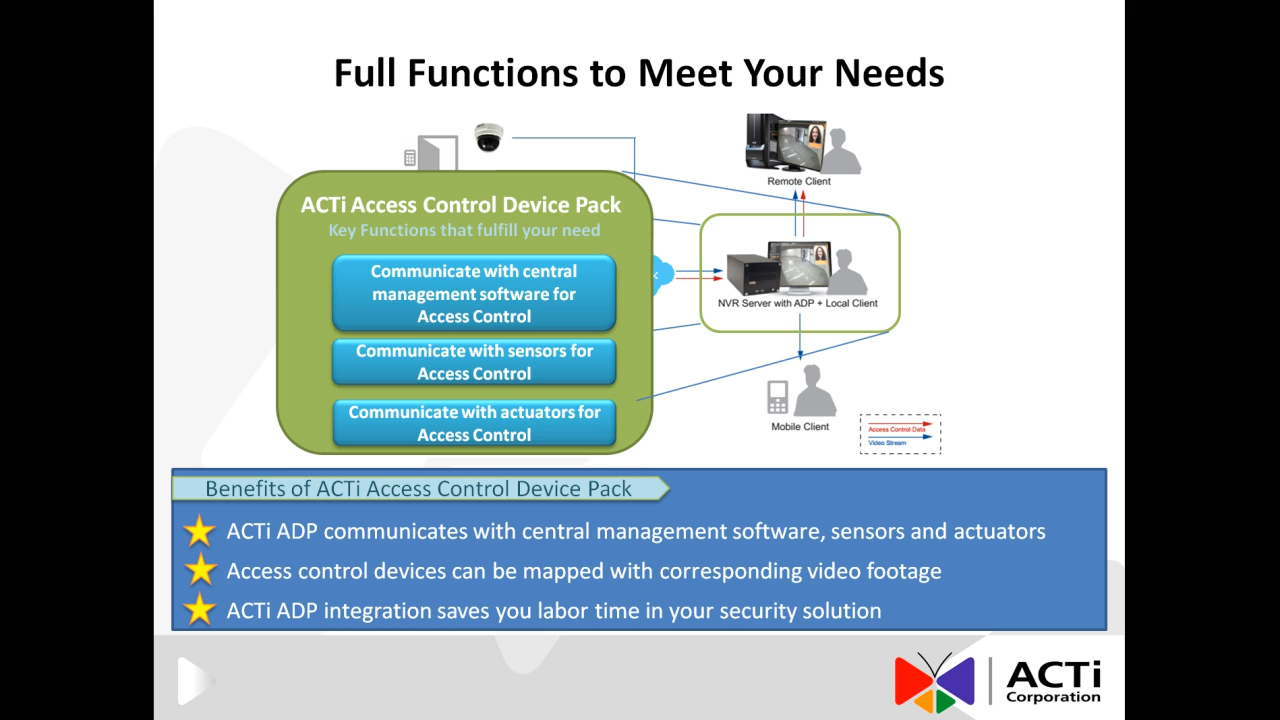 Full Functions to Meet Your Needs
Remote Client
ACTi Access Control Device Pack
Key Functions that fulfill your need
Communicate with central
management software for
Access Control
Communicate with sensors for
Access Control
Communicate with actuators for
Access Control
k
NVR Server with ADP + Local Client
Mobile Client
Access Control Data
Video Stream
Benefits of ACTi Access Control Device Pack
ACTi ADP communicates with central management software, sensors and actuators
Access control devices can be mapped with corresponding video footage
ACTi ADP integration saves you labor time in your security solution
ACTi
Corporation